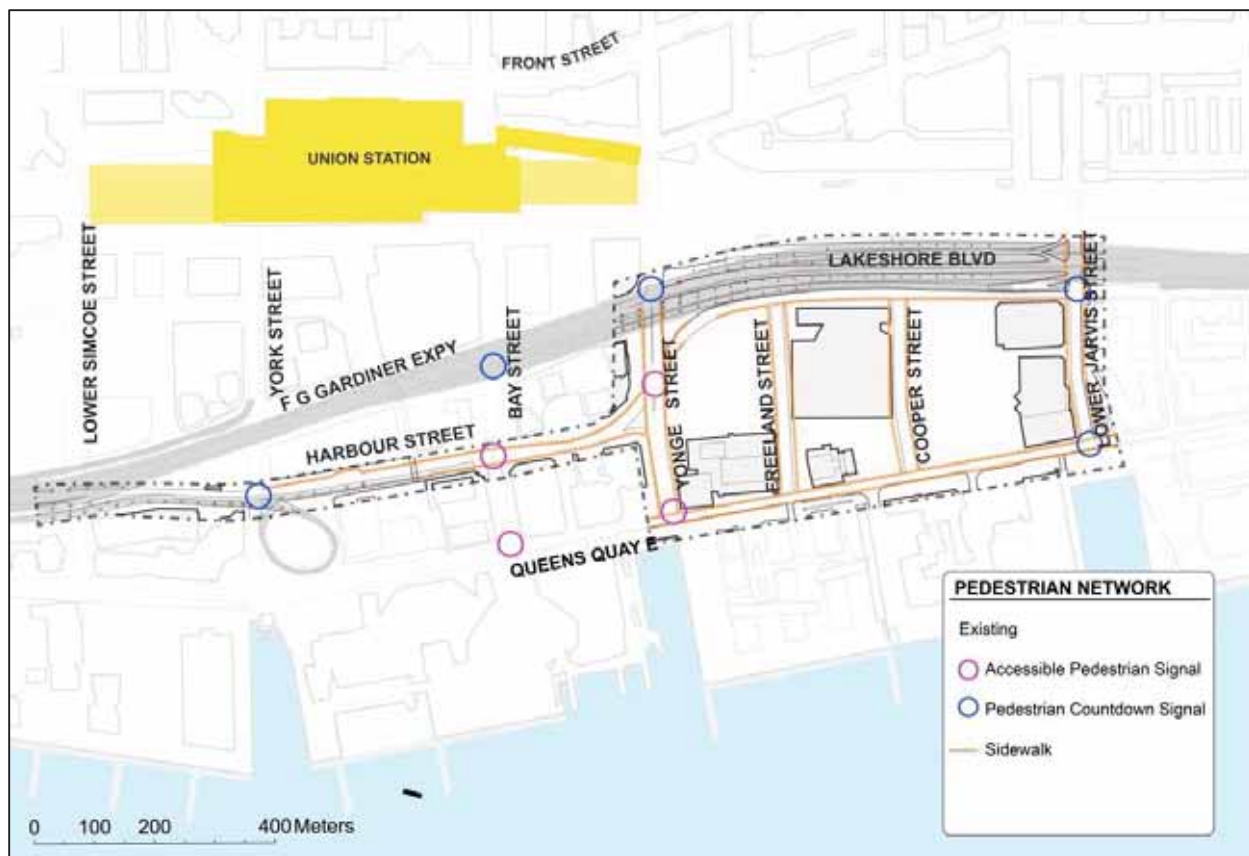 FRONT STREET
UNION STATION
LOWER SIMCOE STREET
YORK STREET
F G GARDINER EXPY
BAY STREET
LAKESHORE BLVD
HARBOUR STREET
YONGE STREET
FREELAND STREET
COOPER STREET
LOWER JARVIS STREET
QUEENS QUAY E
PEDESTRIAN NETWORK
Existing
Accessible Pedestrian Signal
Pedestrian Countdown Signal
Sidewalk
0 100 200 400 Meters